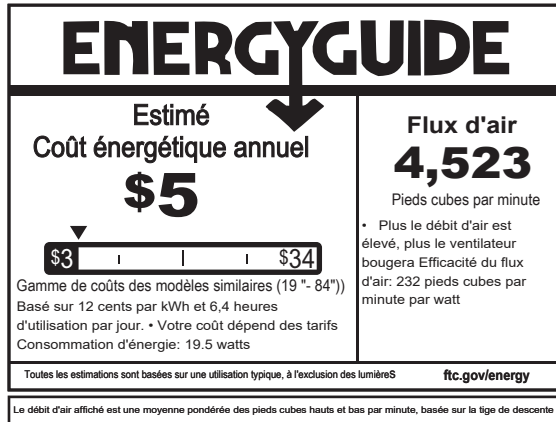 ENERGYGUIDE
Estimé
Coût énergétique annuel
$5
$3
$34
Gamme de coûts des modèles similaires (19 "- 84"))
Basé sur 12 cents par kWh et 6,4 heures
d'utilisation par jour. • Votre coût dépend des tarifs
Consommation d'énergie: 19.5 watts
Flux d'air
4,523
Pieds cubes par minute
• Plus le débit d'air est
élevé, plus le ventilateur
bougera Efficacité du flux
d'air: 232 pieds cubes par
minute par watt
Toutes les estimations sont basées sur une utilisation typique, à l'exclusion des lumièreS
ftc.gov/energy
Le débit d'air affiché est une moyenne pondérée des pieds cubes hauts et bas par minute, basée sur la tige de descente